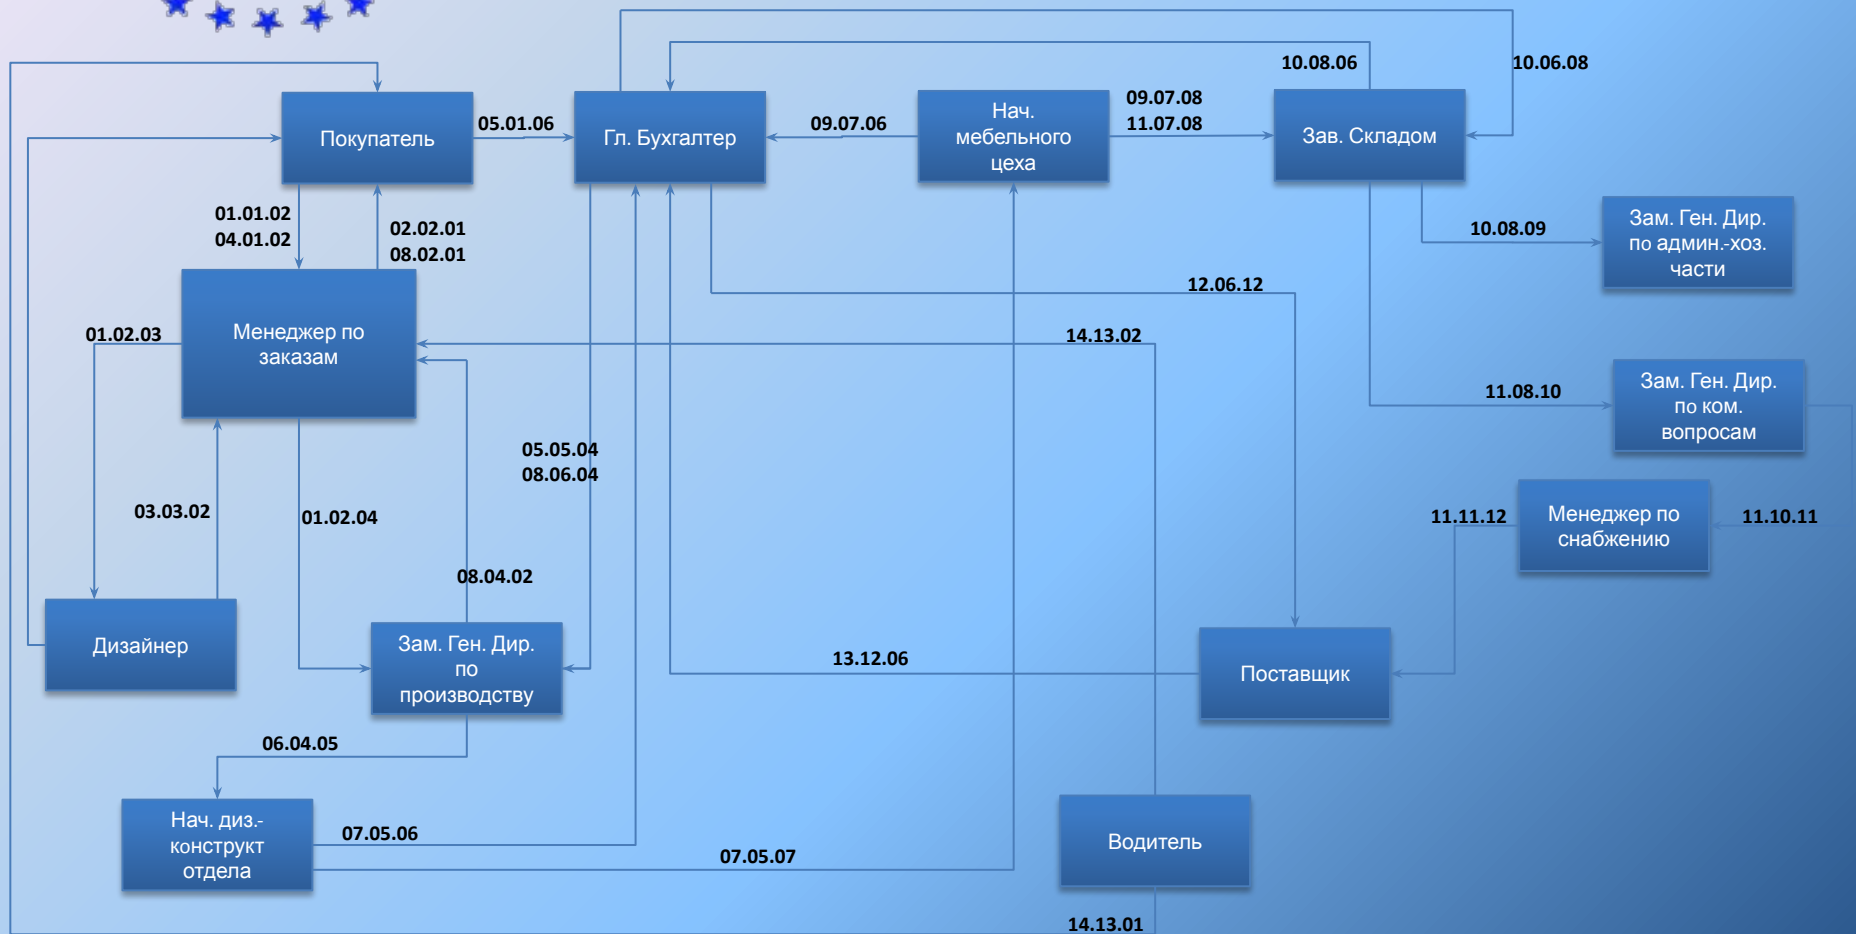 10.08.06
10.06.08
Покупатель
05.01.06
Гл. Бухгалтер
09.07.06
Нач.
мебельного
цеха
09.07.08
11.07.08
Зав. Складом
01.01.02
04.01.02
02.02.01
08.02.01
10.08.09
Зам. Ген. Дир.
по админ.-хоз.
части
12.06.12
01.02.03
Менеджер по
заказам
14.13.02
11.08.10
Зам. Ген. Дир.
по ком.
вопросам
05.05.04
08.06.04
03.03.02
01.02.04
11.11.12
Менеджер по
снабжению
11.10.11
08.04.02
Дизайнер
Зам. Ген. Дир.
по
производству
13.12.06
Поставщик
06.04.05
Нач. диз.-
конструкт
отдела
07.05.06
07.05.07
Водитель
14.13.01